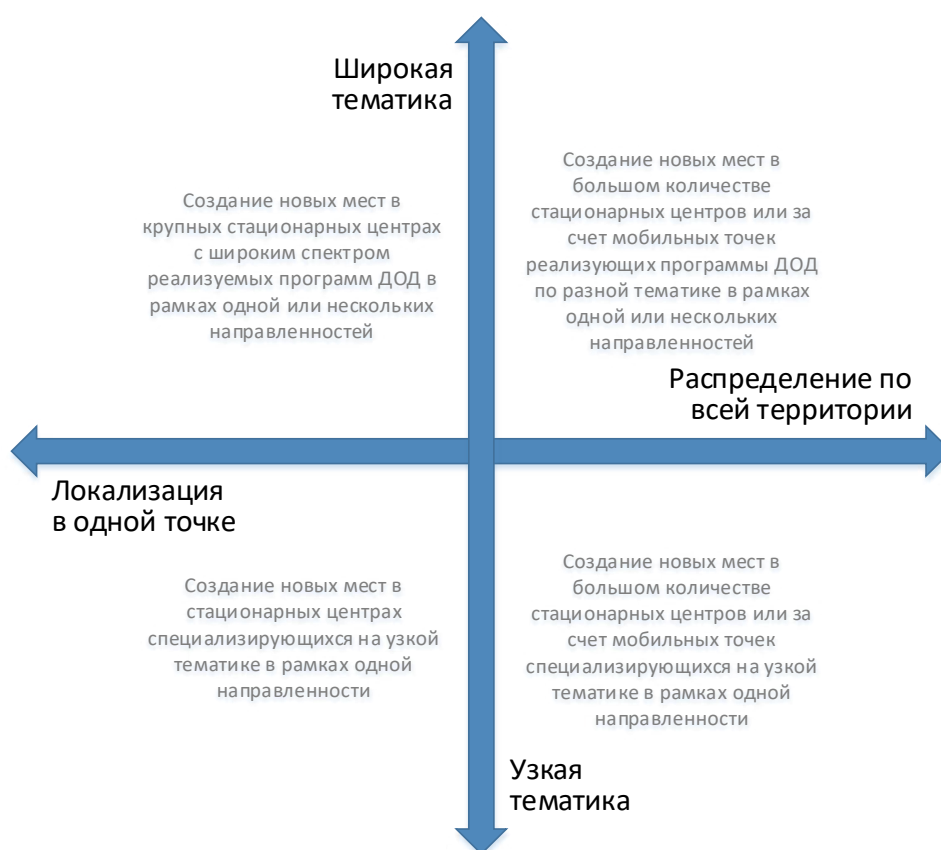 Широкая
тематика
Создание новых мест в
крупных стационарных центрах
с широким спектром
реализуемых программ ДОД в
рамках одной или нескольких
направленностей
Создание новых мест в
большом количестве
стационарных центров или за
счет мобильных точек
реализующих программы ДОД
по разной тематике в рамках
одной или нескольких
направленностей
Распределение по
всей территории
Локализация
в одной точке
Создание новых мест в
стационарных центрах
специализирующихся на узкой
тематике в рамках одной
направленности
Создание новых мест в
большом количестве
стационарных центров или за
счет мобильных точек
специализирующихся на узкой
тематике в рамках одной
направленности
Узкая
тематика